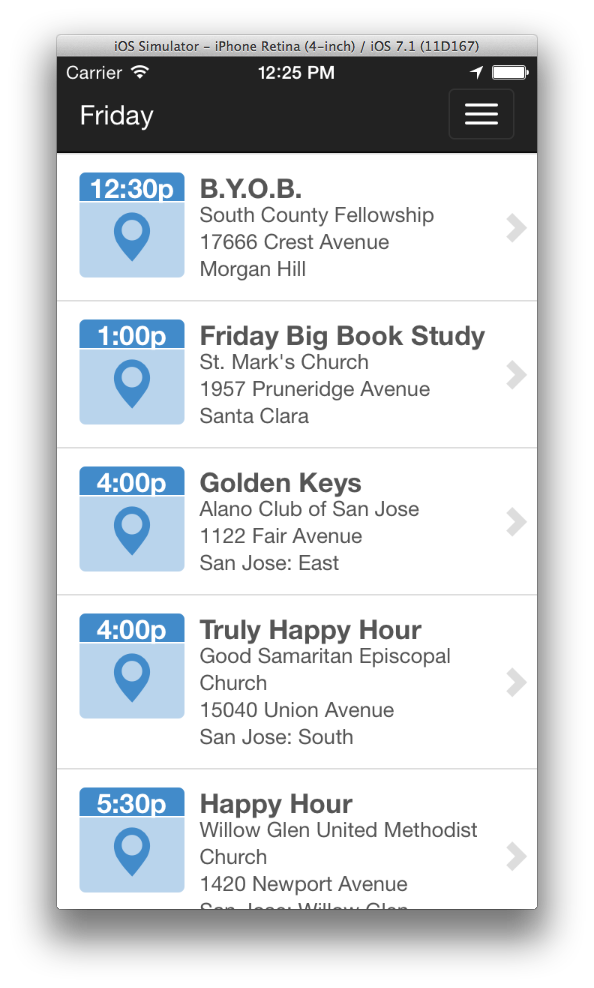 iOS Simulator – iPhone Retina (4-inch) / iOS 7.1 (11D167)
Carrier 12:25 PM
Friday
12:30p
B.Y.O.B.
South County Fellowship
17666 Crest Avenue
Morgan Hill
1:00p
Friday Big Book Study
St. Mark's Church
1957 Pruneridge Avenue
Santa Clara
4:00p
Golden Keys
Alano Club of San Jose
1122 Fair Avenue
San Jose: East
4:00p
Truly Happy Hour
Good Samaritan Episcopal
Church
15040 Union Avenue
San Jose: South
5:30p
Happy Hour
Willow Glen United Methodist
Church
1420 Newport Avenue
San Jose: Willow Glen